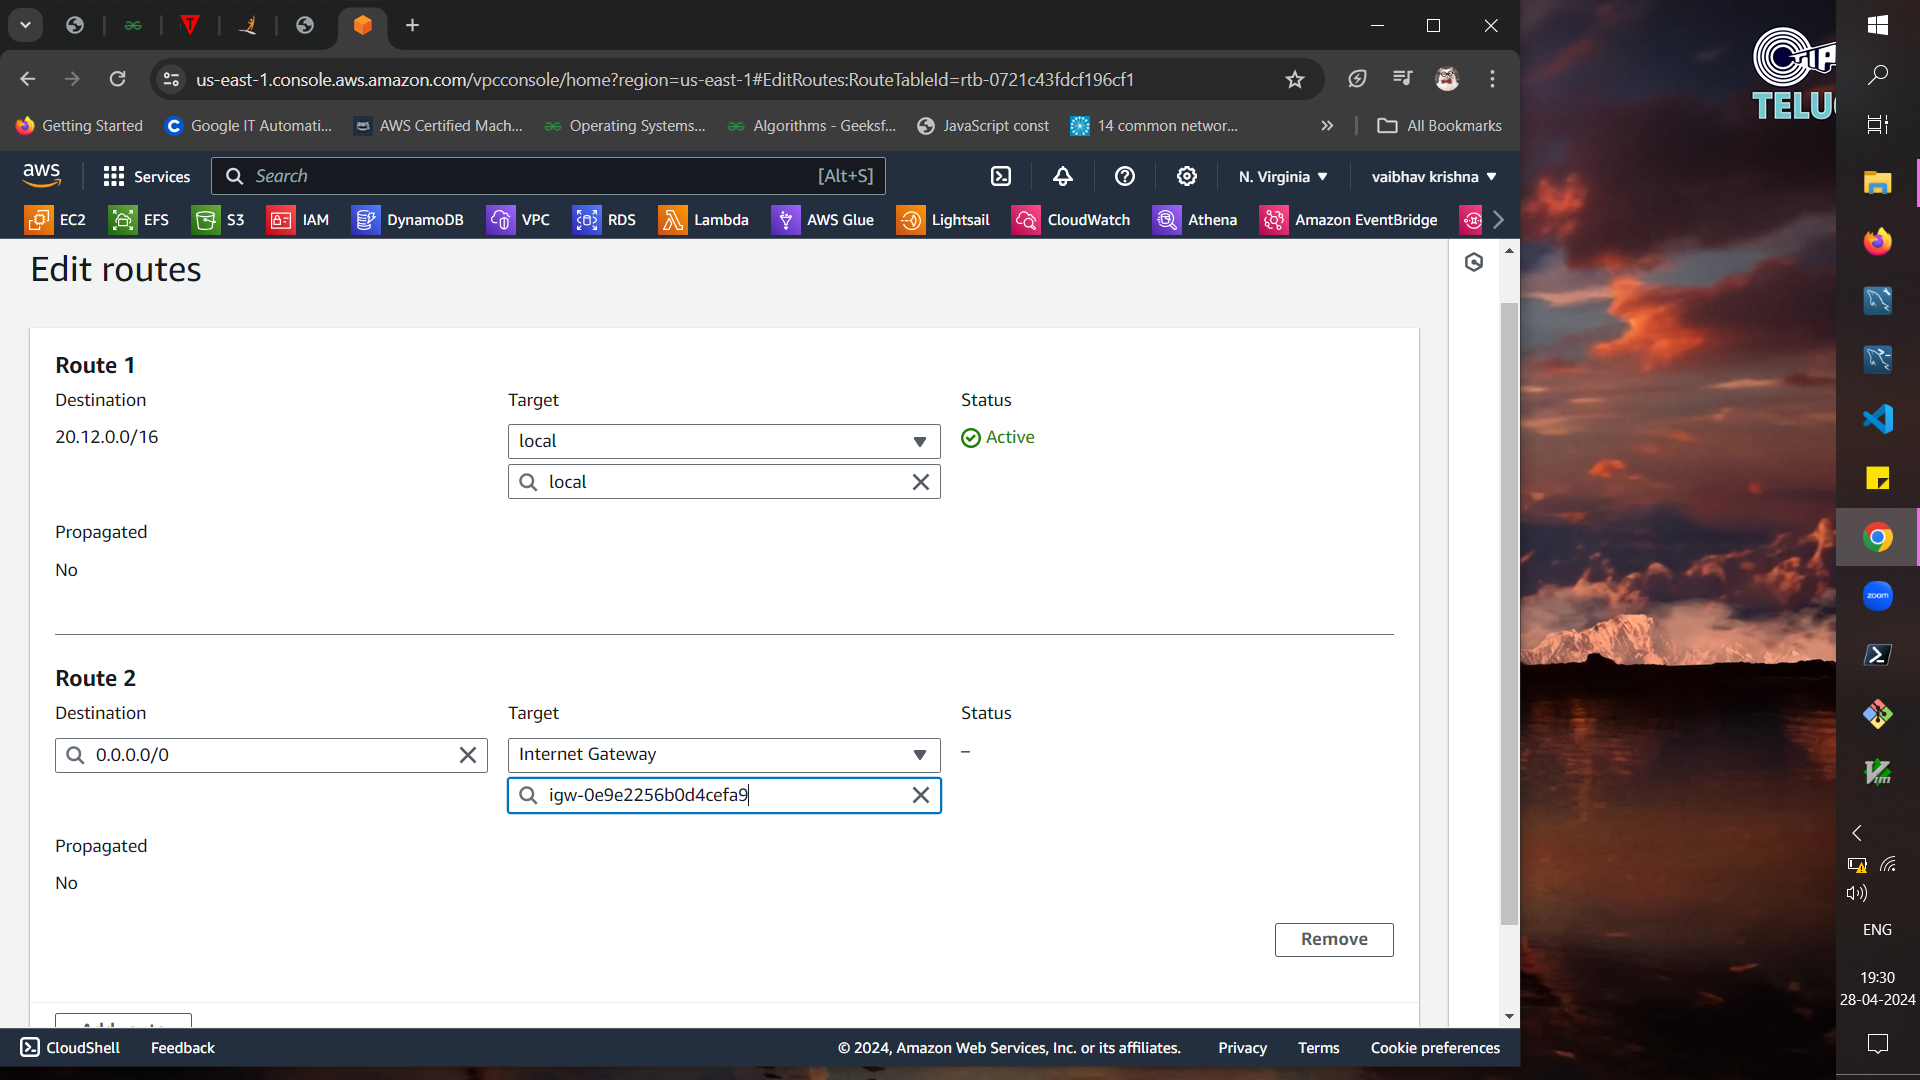 us-east-1.console.aws.amazon.com/vpcconsole/home?region=us-east-1#EditRoutes:RouteTableId=rtb-0721c43fdcf196cf1
Getting Started Google IT Automati... AWS Certified Mach... Operating Systems... Algorithms - Geeksf... JavaScript const 14 common networ... » All Bookmarks
aws Services Search [Alt+S] N. Virginia vaibhav krishna
EC2 EFS S3 IAM DynamoDB VPC RDS Lambda AWS Glue Lightsail CloudWatch Athena Amazon EventBridge
Edit routes
Route 1
Destination Target Status
20.12.0.0/16 local Active
local
Propagated
No
Route 2
Destination Target Status
0.0.0.0/0 Internet Gateway –
igw-0e9e2256b0d4cefa9
Propagated
No
Remove
CloudShell Feedback © 2024, Amazon Web Services, Inc. or its affiliates. Privacy Terms Cookie preferences
zoom
ENG
19:30
28-04-2024